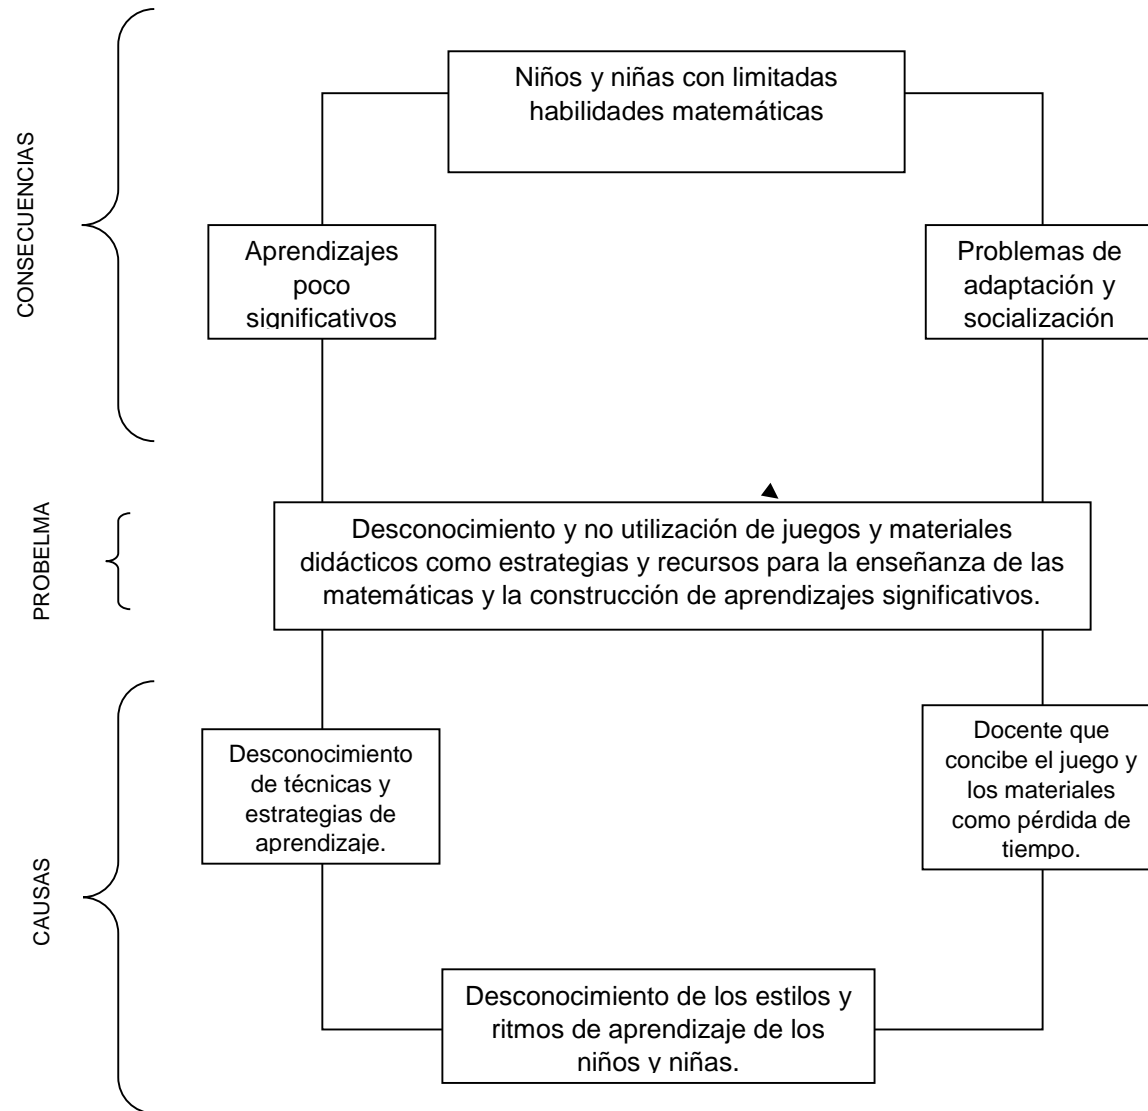 CONSECUENCIAS
Niños y niñas con limitadas
habilidades matemáticas
Aprendizajes
poco
significativos
Problemas de
adaptación y
socialización
PROBELMA
Desconocimiento y no utilización de juegos y materiales
didácticos como estrategias y recursos para la enseñanza de las
matemáticas y la construcción de aprendizajes significativos.
CAUSAS
Desconocimiento
de técnicas y
estrategias de
aprendizaje.
Docente que
concibe el juego y
los materiales
como pérdida de
tiempo.
Desconocimiento de los estilos y
ritmos de aprendizaje de los
niños y niñas.